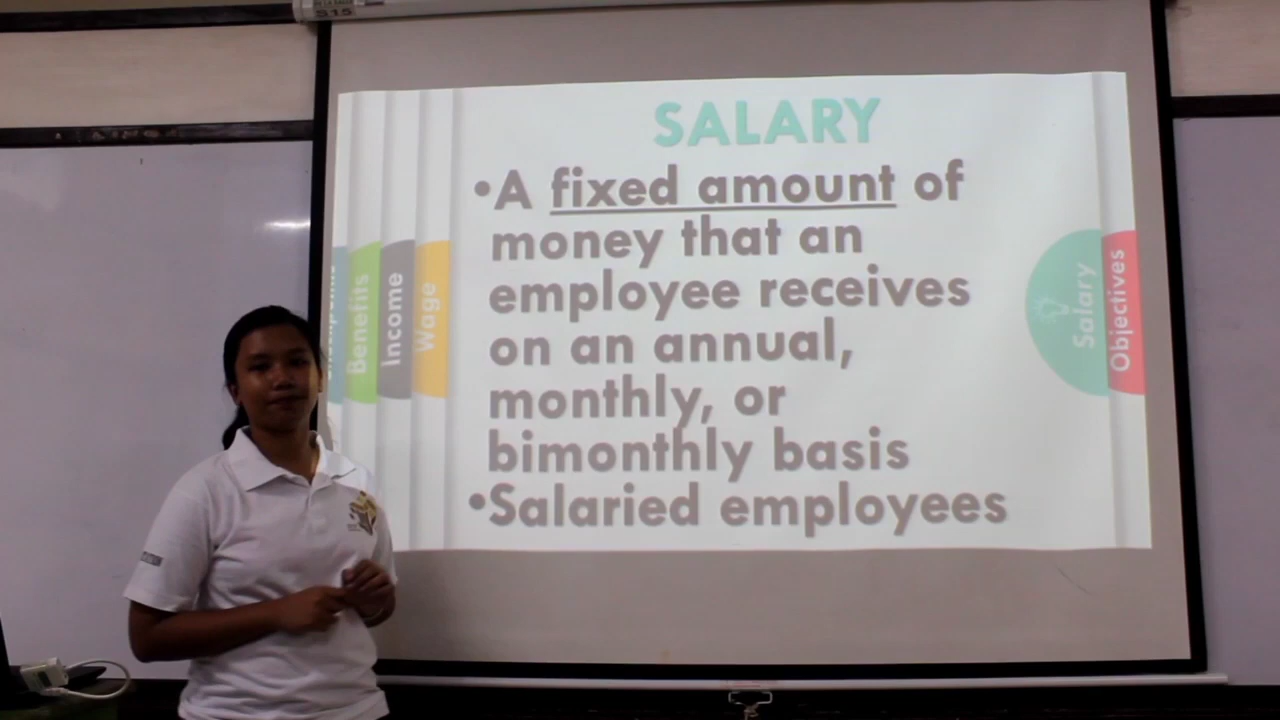 S15
SALARY
•A fixed amount of
money that an
employee receives
on an annual,
monthly, or
bimonthly basis
•Salaried employees
Benefits
Income
Wage
Salary
Objectives